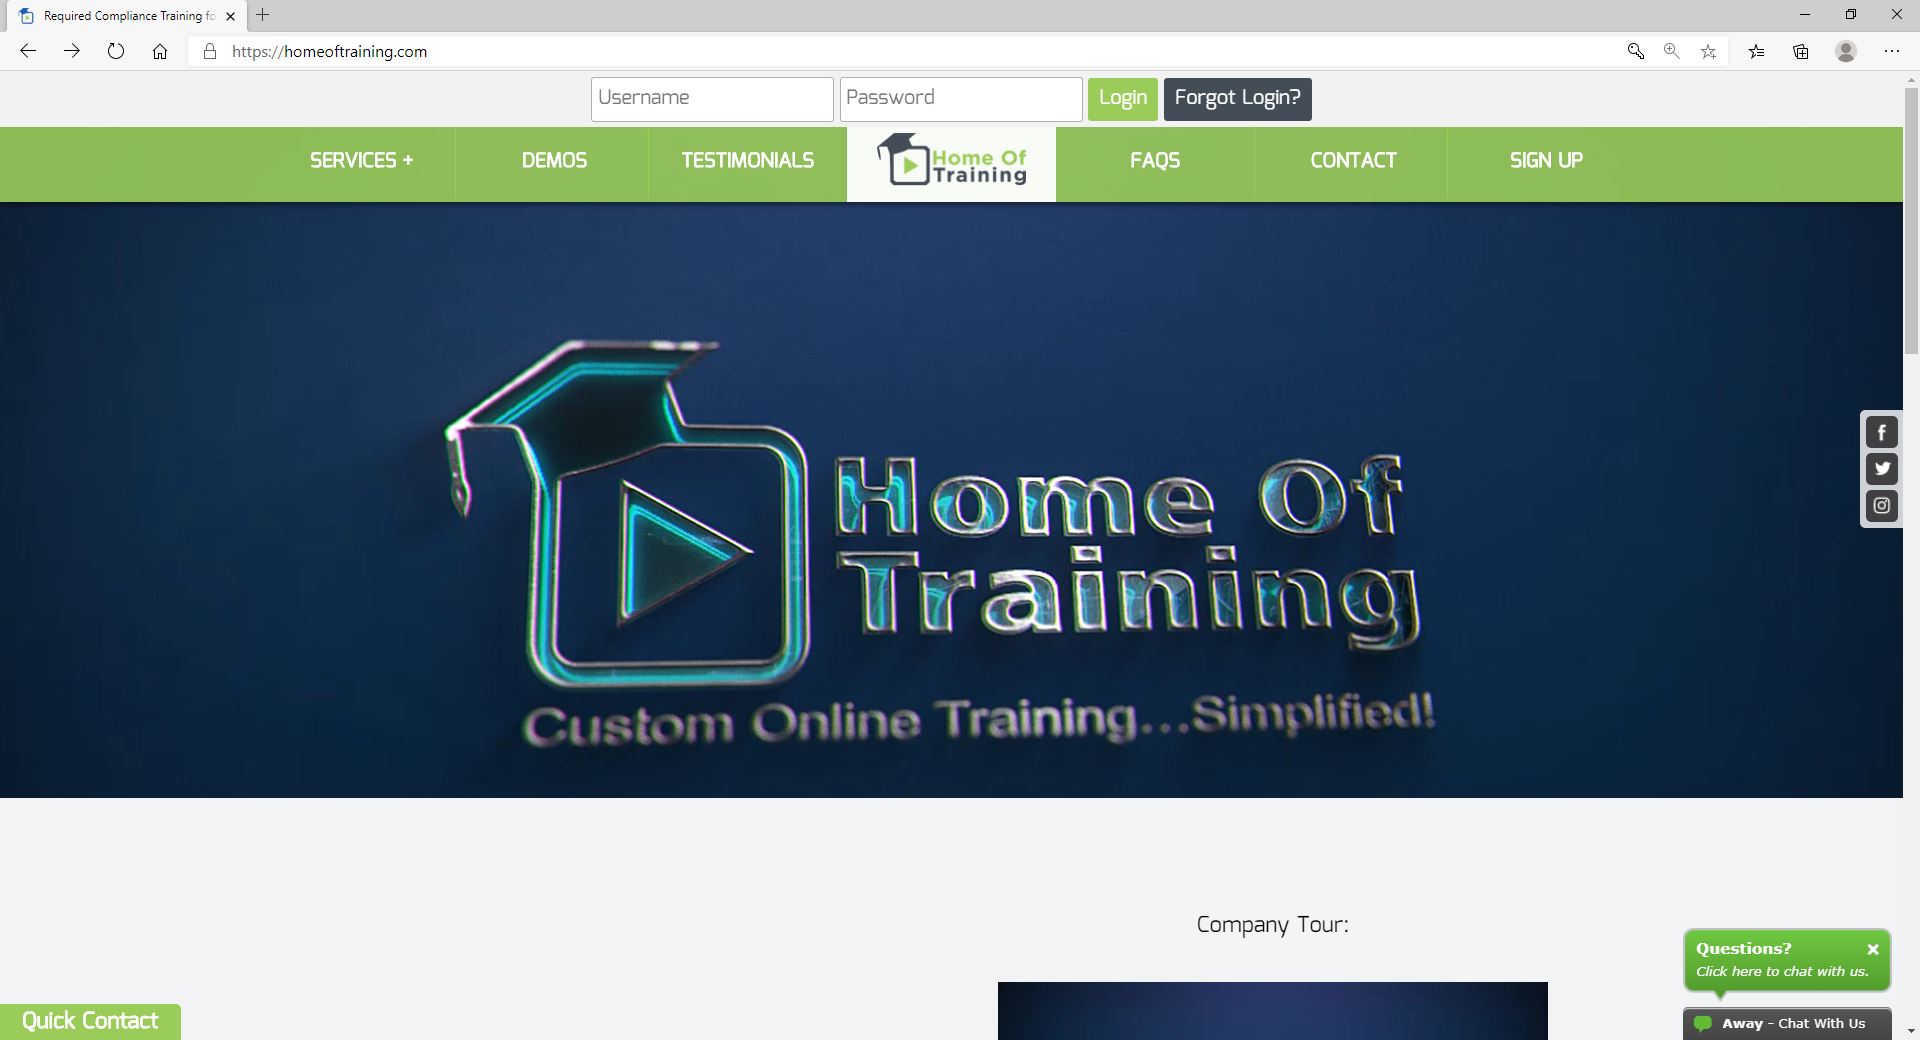 Required Compliance Training fo
https://homeoftraining.com
Username
Password
Login
Forgot Login?
SERVICES +
DEMOS
TESTIMONIALS
Home Of
Training
FAQS
CONTACT
SIGN UP
Home Of
Training
Custom Online Training...Simplified!
Company Tour:
Questions?
Click here to chat with us.
Quick Contact
Away - Chat With Us